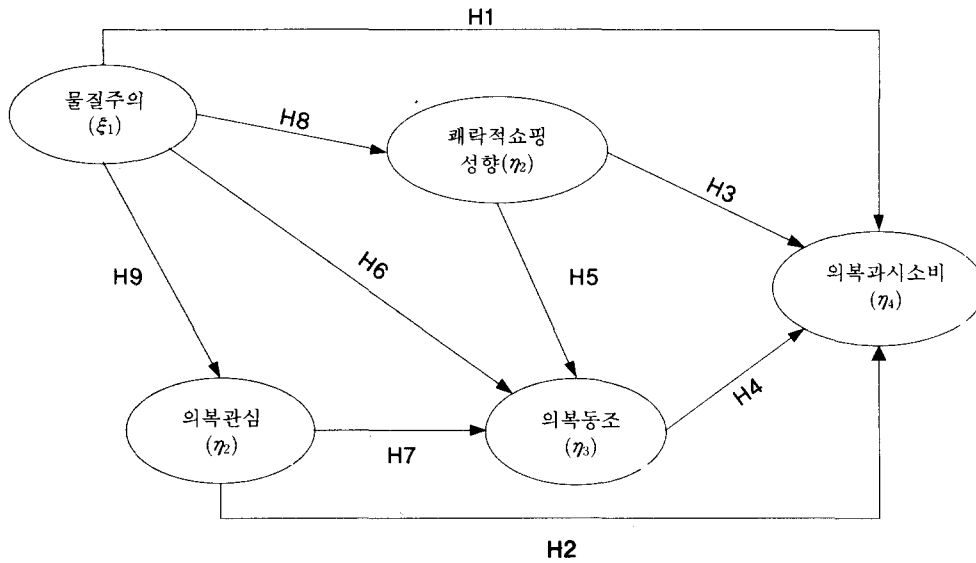 H1
물질주의
(ξ₁)
H8
쾌락적쇼핑
성향(η₂)
H3
H9
H6
H5
의복과시소비
(η₄)
의복관심
(η₂)
H7
의복동조
(η₃)
H4
H2